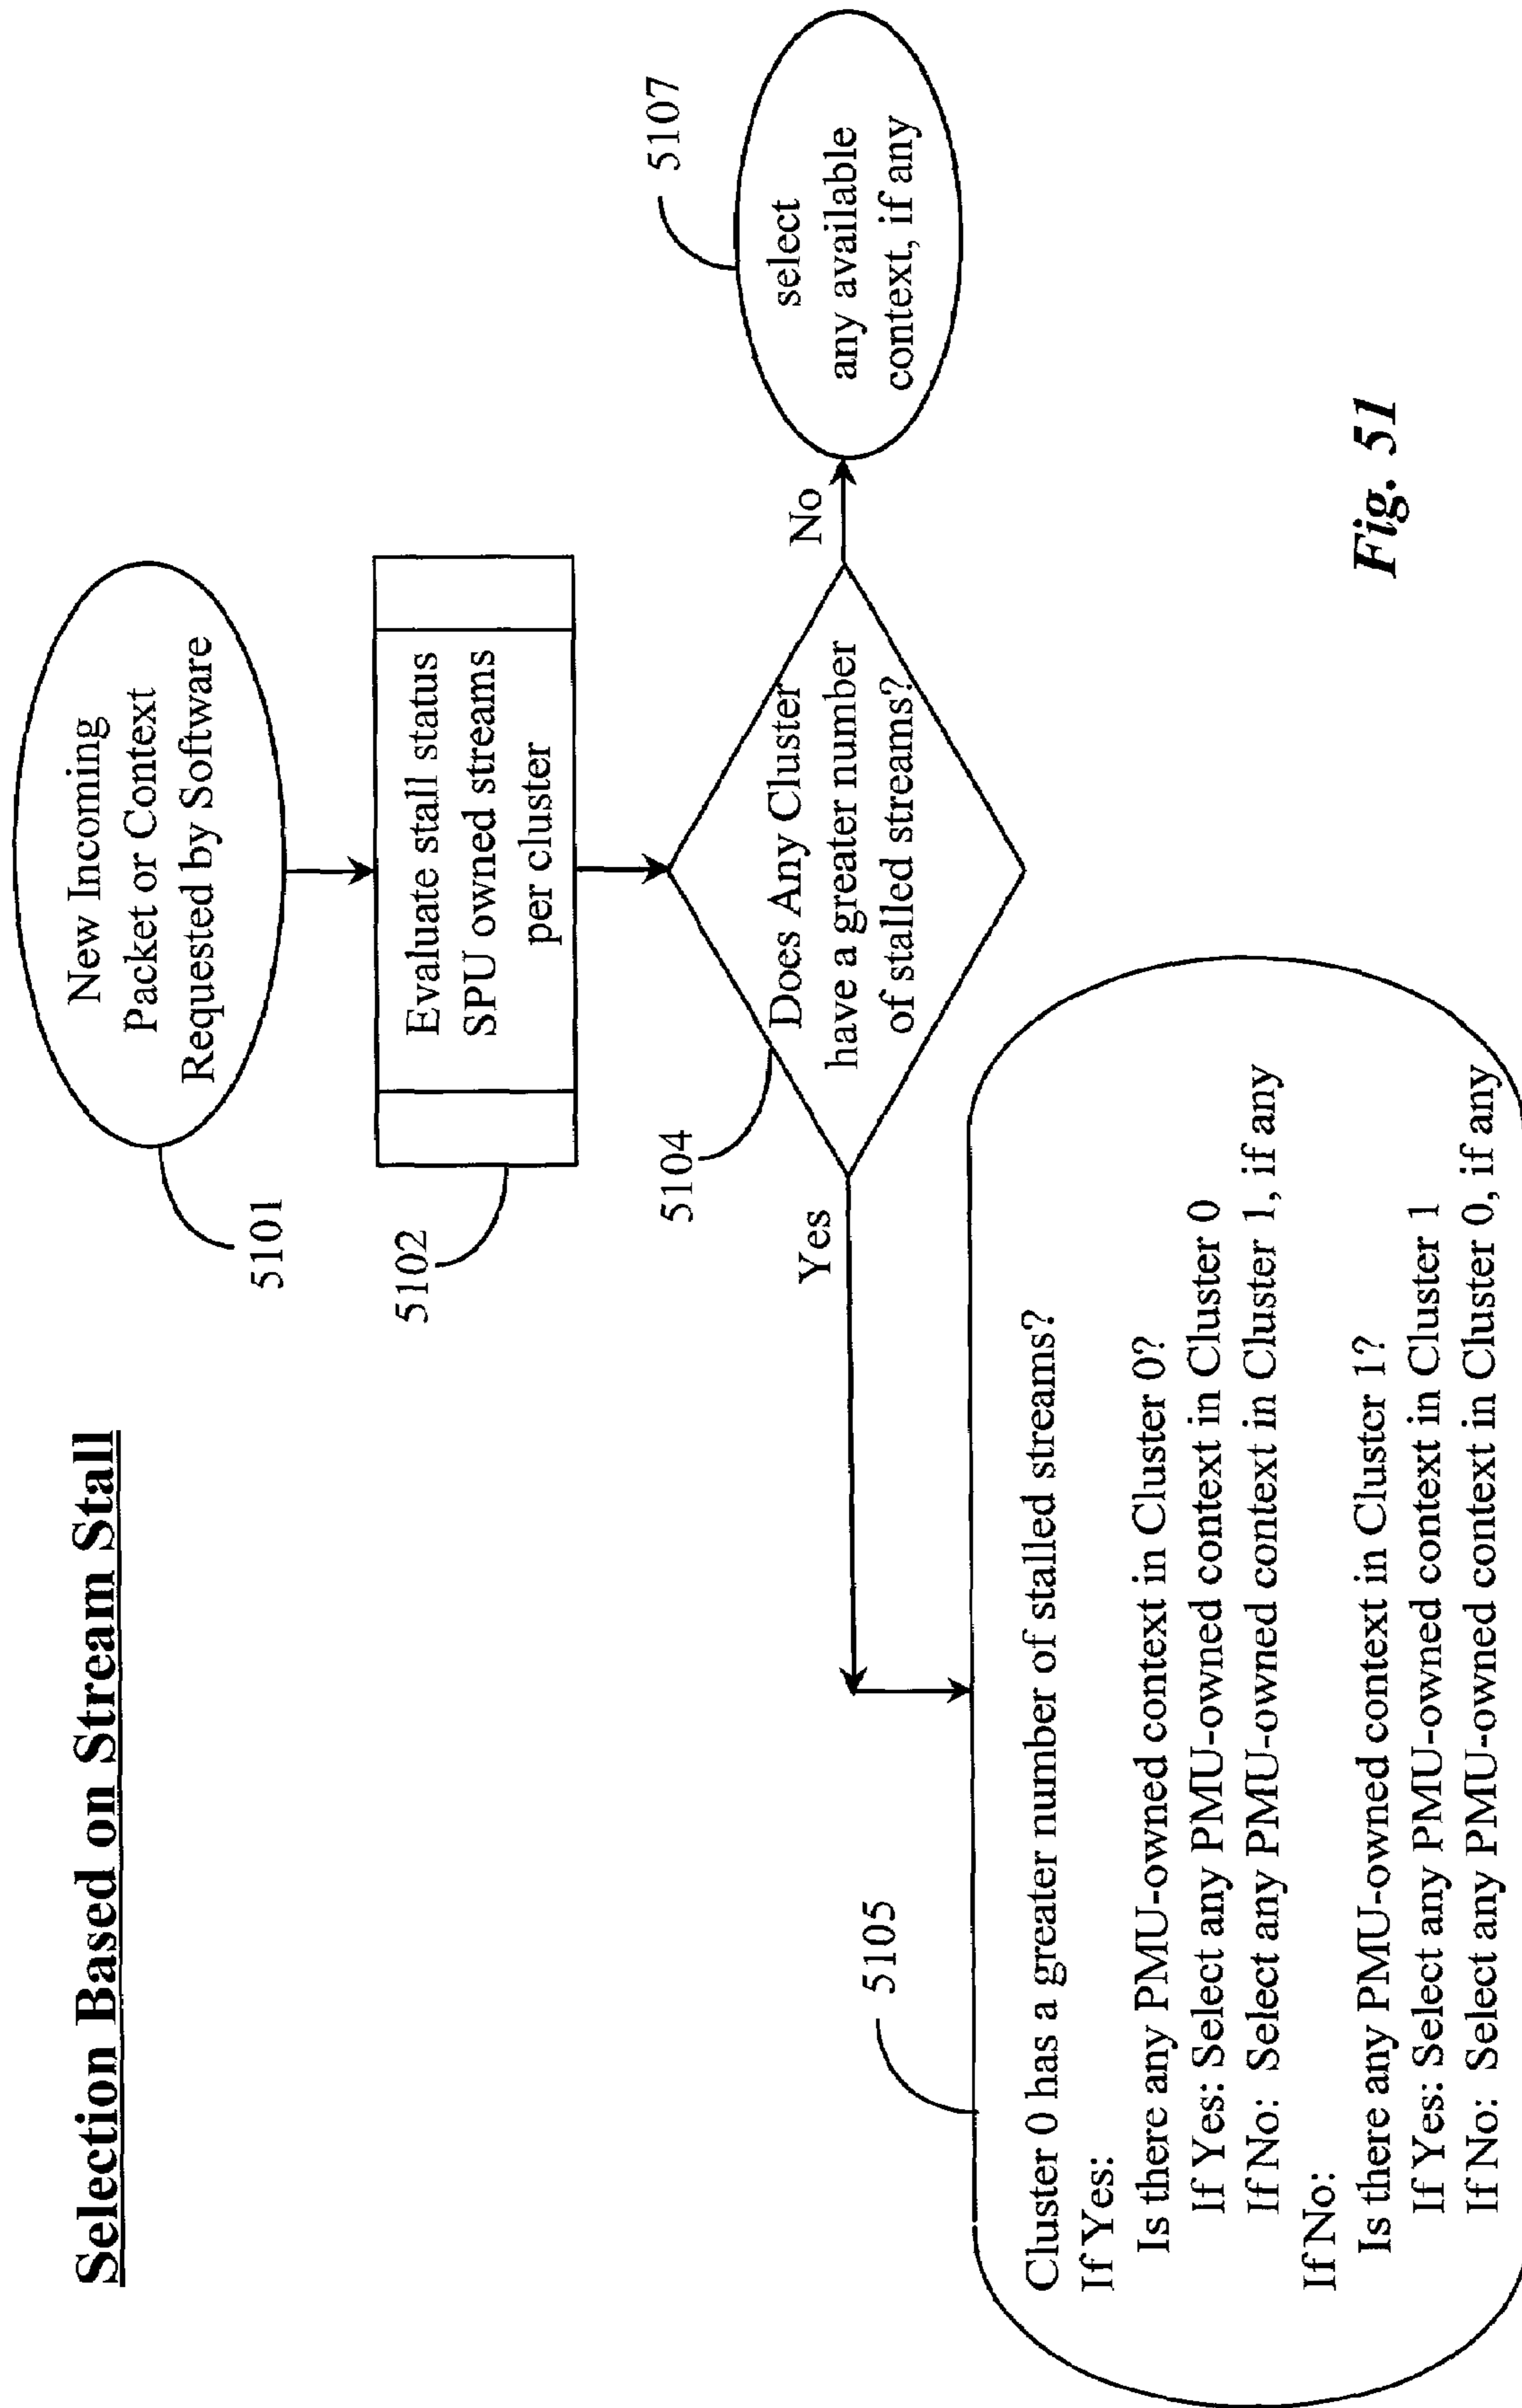 Selection Based on Stream Stall
New Incoming
Packet or Context
Requested by Software
5101
Evaluate stall status
SPU owned streams
per cluster
5102
Does Any Cluster
have a greater number
of stalled streams?
5104
Yes
No
select
any available
context, if any
5107
5105
Cluster 0 has a greater number of stalled streams?
If Yes:
Is there any PMU-owned context in Cluster 0?
If Yes: Select any PMU-owned context in Cluster 0
If No: Select any PMU-owned context in Cluster 1, if any
If No:
Is there any PMU-owned context in Cluster 1?
If Yes: Select any PMU-owned context in Cluster 1
If No: Select any PMU-owned context in Cluster 0, if any
Fig. 51